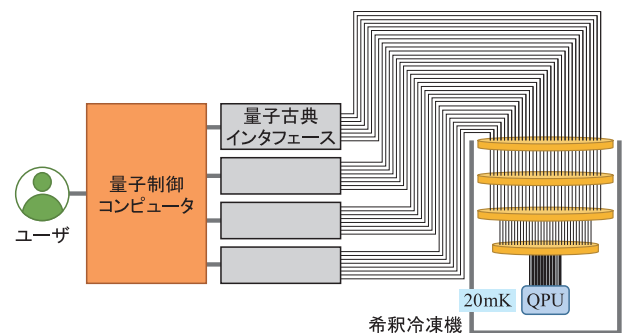 量子古典
インタフェース
量子制御
コンピュータ
ユーザ
20mK
QPU
希釈冷凍機